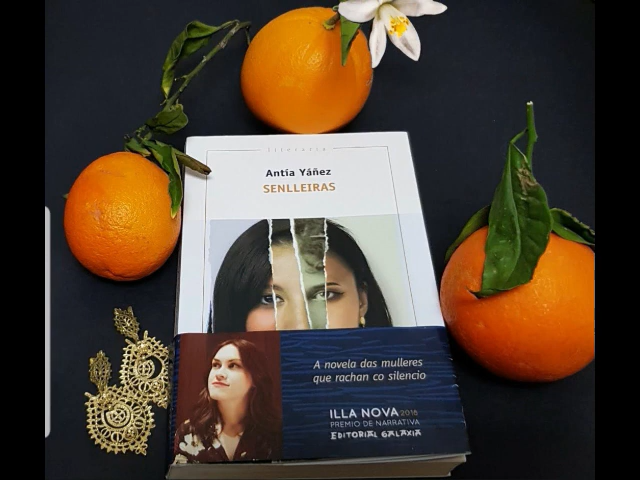 literaria
Antía Yáñez
SENLLEIRAS
A novela das mulleres
que rachan co silencio
ILLA NOVA 2018
PREMIO DE NARRATIVA
EDITORIAL GALAXIA